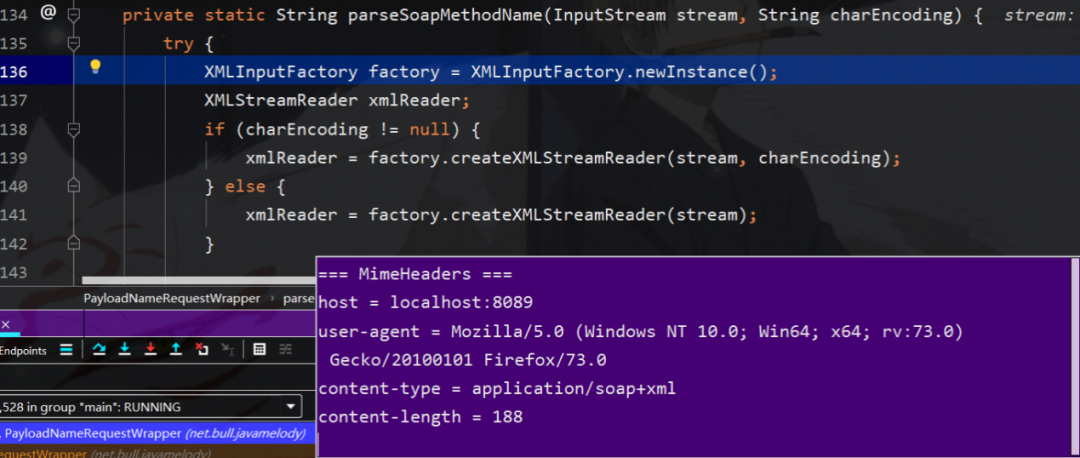 134 @ private static String parseSoapMethodName(InputStream stream, String charEncoding) { stream:
135 try {
136 XMLInputFactory factory = XMLInputFactory.newInstance();
137 XMLStreamReader xmlReader;
138 if (charEncoding != null) {
139 xmlReader = factory.createXMLStreamReader(stream, charEncoding);
140 } else {
141 xmlReader = factory.createXMLStreamReader(stream);
142 }
143
PayloadNameRequestWrapper › parse
=== MimeHeaders ===
host = localhost:8089
user-agent = Mozilla/5.0 (Windows NT 10.0; Win64; x64; rv:73.0)
Gecko/20100101 Firefox/73.0
content-type = application/soap+xml
content-length = 188
Endpoints
,528 in group "main": RUNNING
, PayloadNameRequestWrapper (net.bull.javamelody)
equestWrapper (net.bull.javamelody)